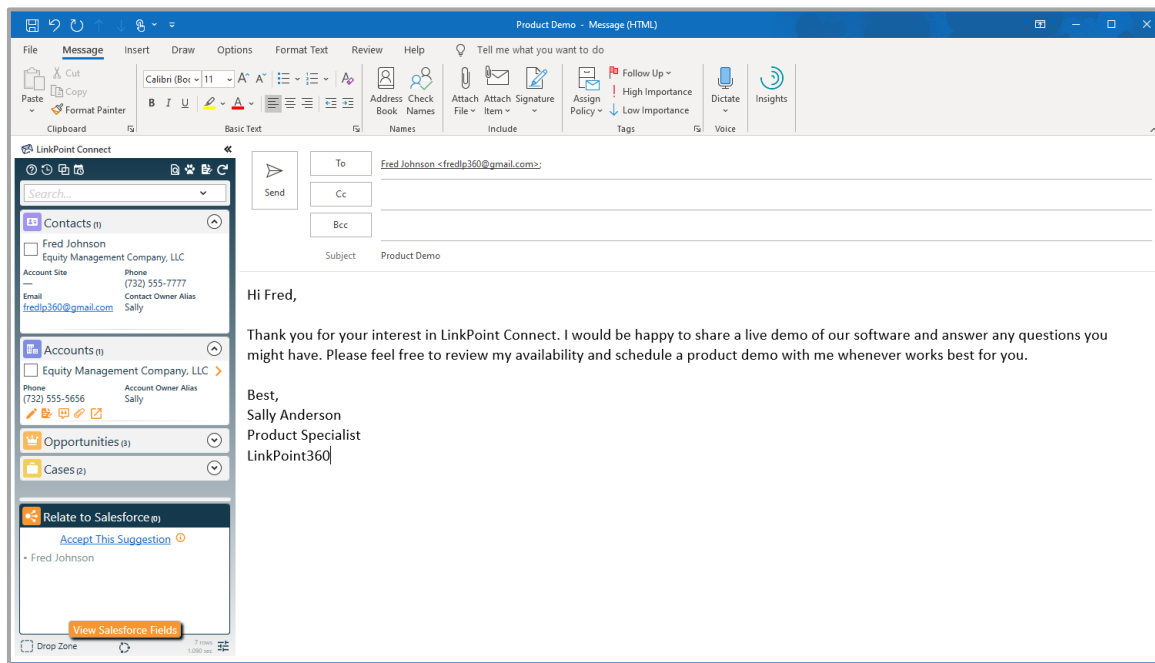 Product Demo - Message (HTML)
File Message Insert Draw Options Format Text Review Help Tell me what you want to do
Paste
Cut
Copy
Format Painter
Clipboard
Calibri (Boc 11
B I U
Basic Text
Address Book
Check Names
Names
Attach File
Attach Item
Signature
Include
Assign Policy
Follow Up
High Importance
Low Importance
Tags
Dictate
Voice
Insights
LinkPoint Connect
Search...
Contacts (1)
Fred Johnson
Equity Management Company, LLC
Account Site Phone
— (732) 555-7777
Email Contact Owner Alias
fredlp360@gmail.com Sally
Accounts (1)
Equity Management Company, LLC
Phone Account Owner Alias
(732) 555-5656 Sally
Opportunities (3)
Cases (2)
Relate to Salesforce (0)
Accept This Suggestion
• Fred Johnson
View Salesforce Fields
Drop Zone
7 rows
1.090 sec
Send
To Fred Johnson <fredlp360@gmail.com>;
Cc
Bcc
Subject Product Demo
Hi Fred,
Thank you for your interest in LinkPoint Connect. I would be happy to share a live demo of our software and answer any questions you
might have. Please feel free to review my availability and schedule a product demo with me whenever works best for you.
Best,
Sally Anderson
Product Specialist
LinkPoint360